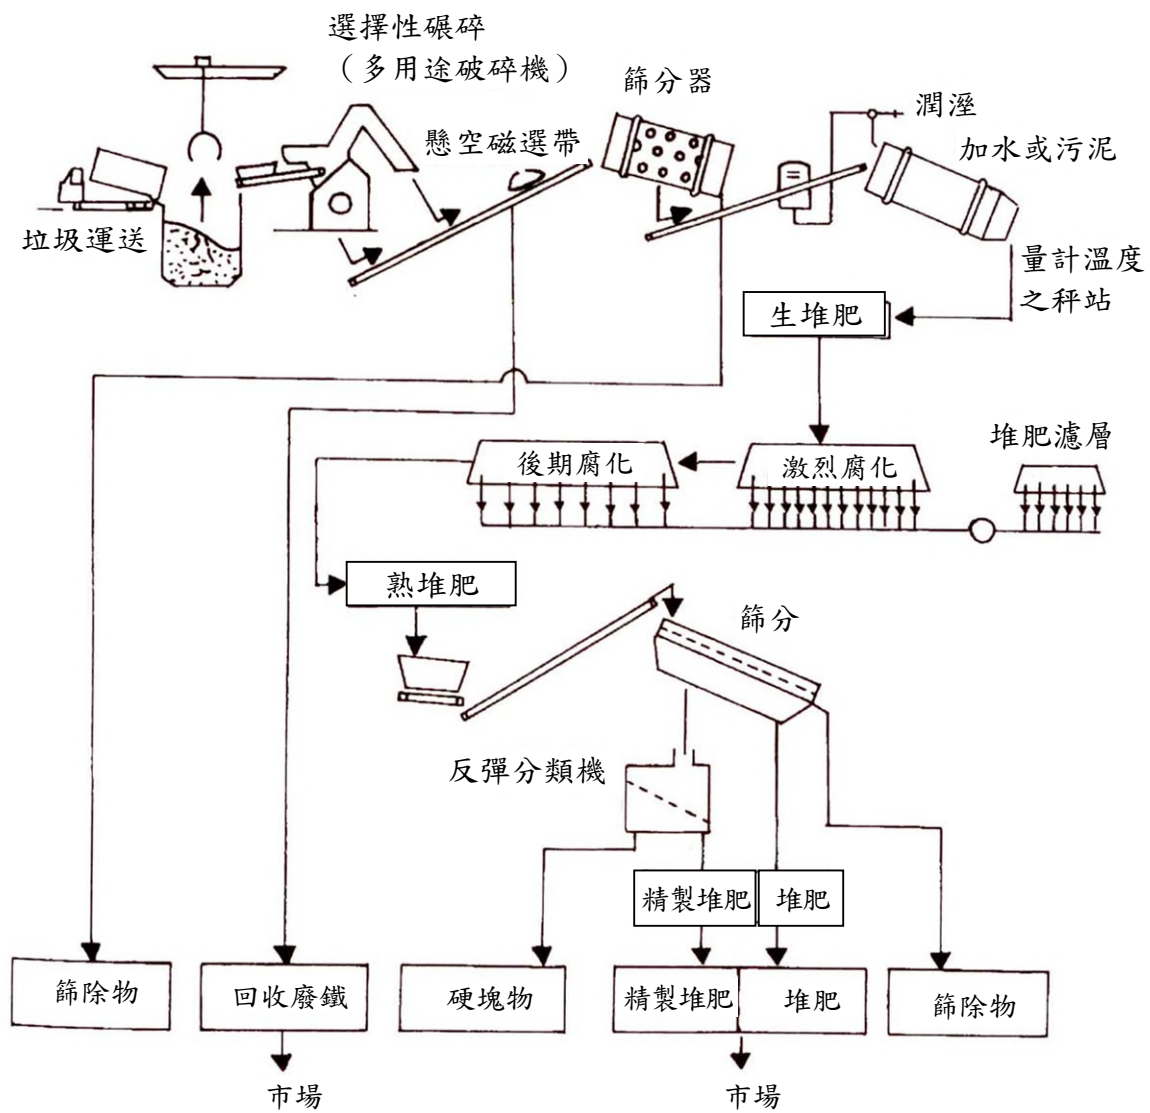 選擇性碾碎
（多用途破碎機）
篩分器
潤溼
懸空磁選帶
加水或污泥
垃圾運送
量計溫度
之秤站
生堆肥
堆肥濾層
後期腐化
激烈腐化
熟堆肥
篩分
反彈分類機
精製堆肥
堆肥
篩除物
回收廢鐵
硬塊物
精製堆肥
堆肥
篩除物
市場
市場